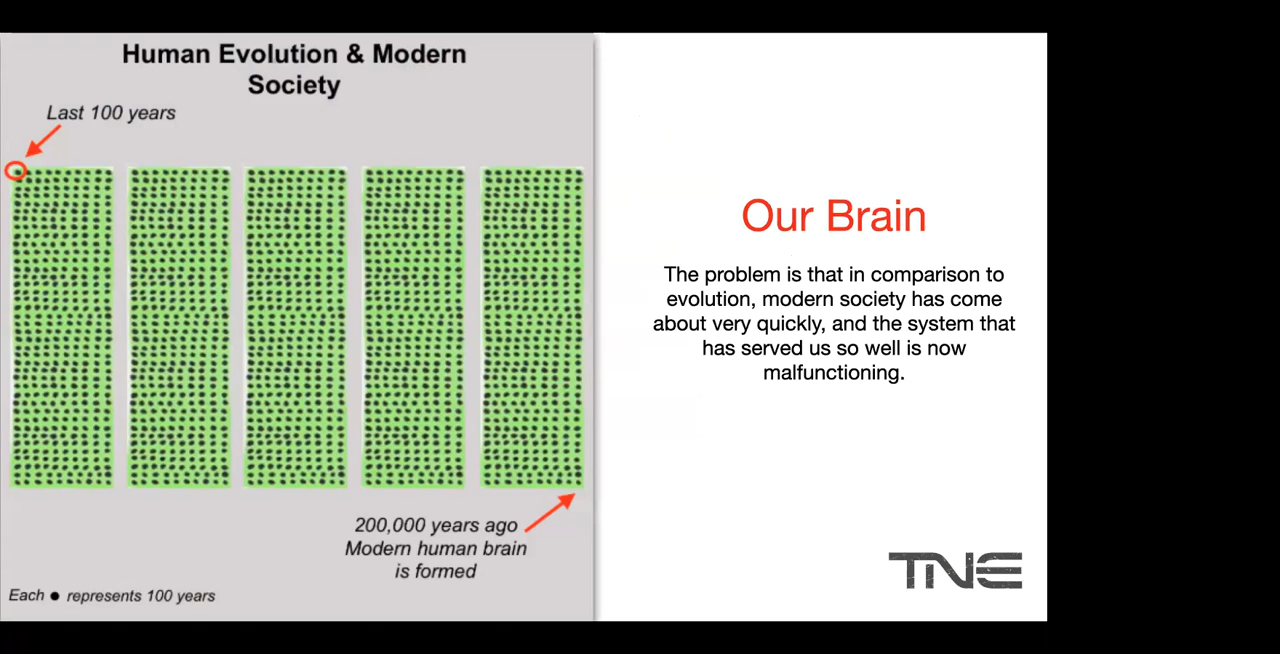 Human Evolution & Modern
Society
Last 100 years
200,000 years ago
Modern human brain
is formed
Each ● represents 100 years
Our Brain
The problem is that in comparison to
evolution, modern society has come
about very quickly, and the system that
has served us so well is now
malfunctioning.
TNE